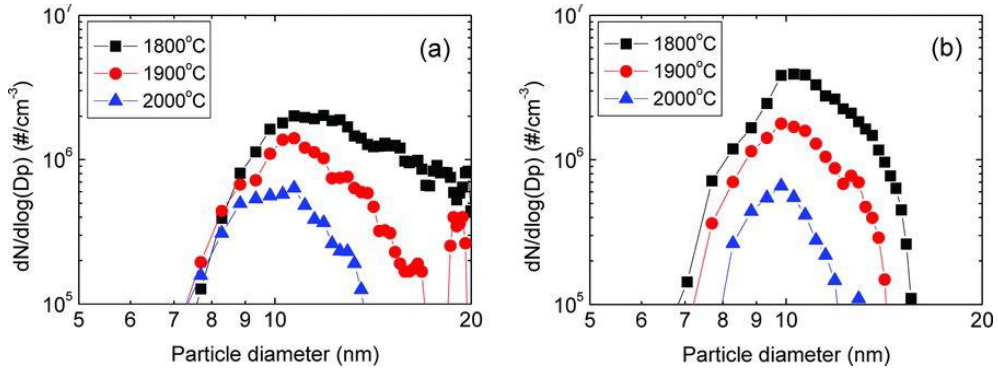 10⁷
1800°C
1900°C
2000°C
(a)
dN/dlog(Dp) (#/cm⁻³)
10⁶
10⁵
5 6 7 8 9 10 20
Particle diameter (nm)
10⁷
1800°C
1900°C
2000°C
(b)
dN/dlog(Dp) (#/cm⁻³)
10⁶
10⁵
5 6 7 8 9 10 20
Particle diameter (nm)